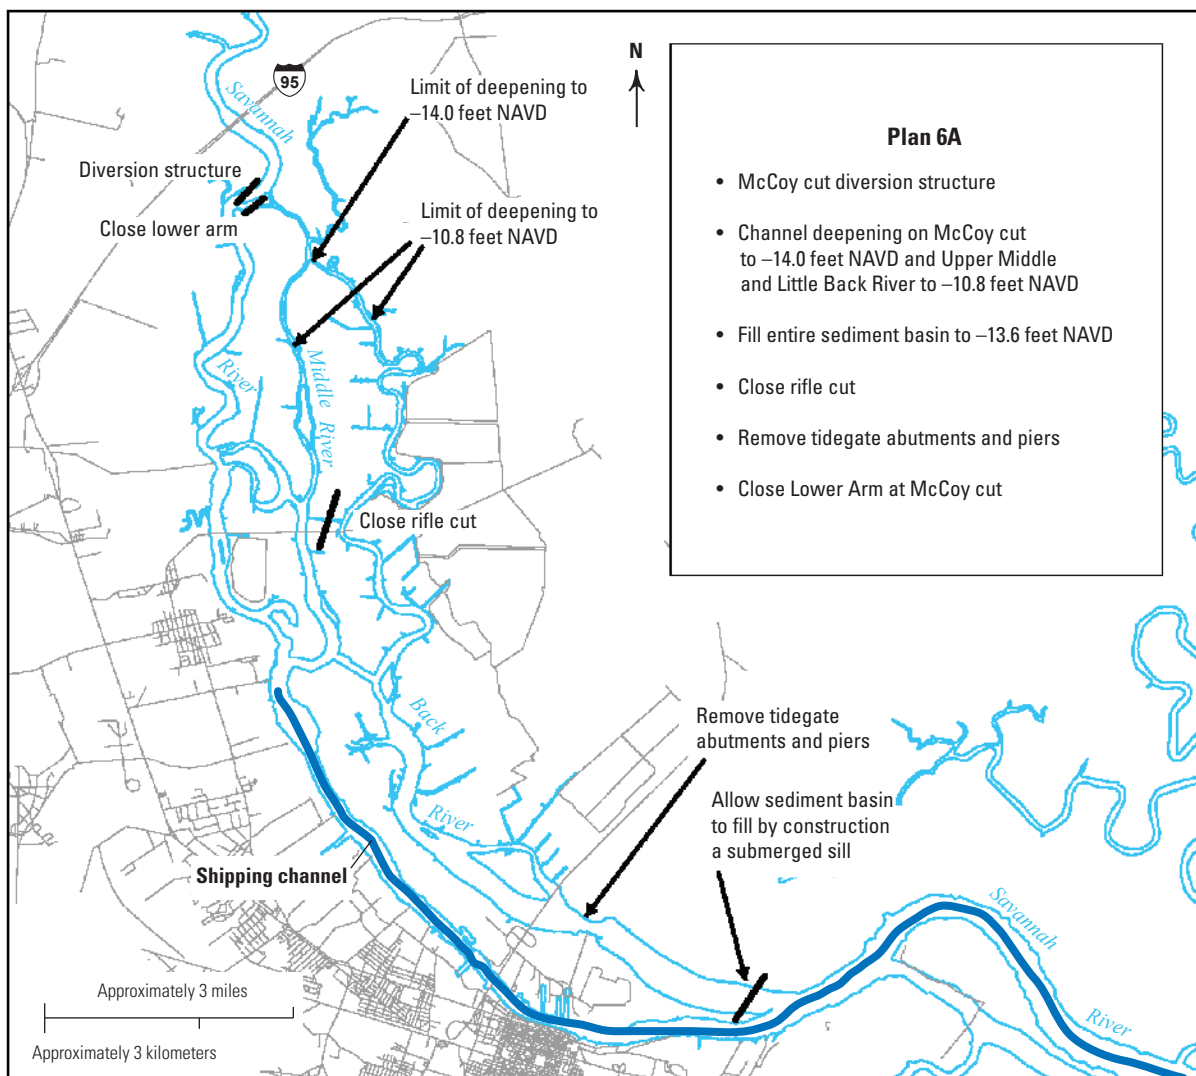 95
N
Savannah
Limit of deepening to
–14.0 feet NAVD
Diversion structure
Close lower arm
Limit of deepening to
–10.8 feet NAVD
Plan 6A
• McCoy cut diversion structure
• Channel deepening on McCoy cut
to –14.0 feet NAVD and Upper Middle
and Little Back River to –10.8 feet NAVD
• Fill entire sediment basin to –13.6 feet NAVD
• Close rifle cut
• Remove tidegate abutments and piers
• Close Lower Arm at McCoy cut
River
Middle River
Close rifle cut
Back
River
Remove tidegate
abutments and piers
Allow sediment basin
to fill by construction
a submerged sill
Shipping channel
Savannah
River
Approximately 3 miles
Approximately 3 kilometers